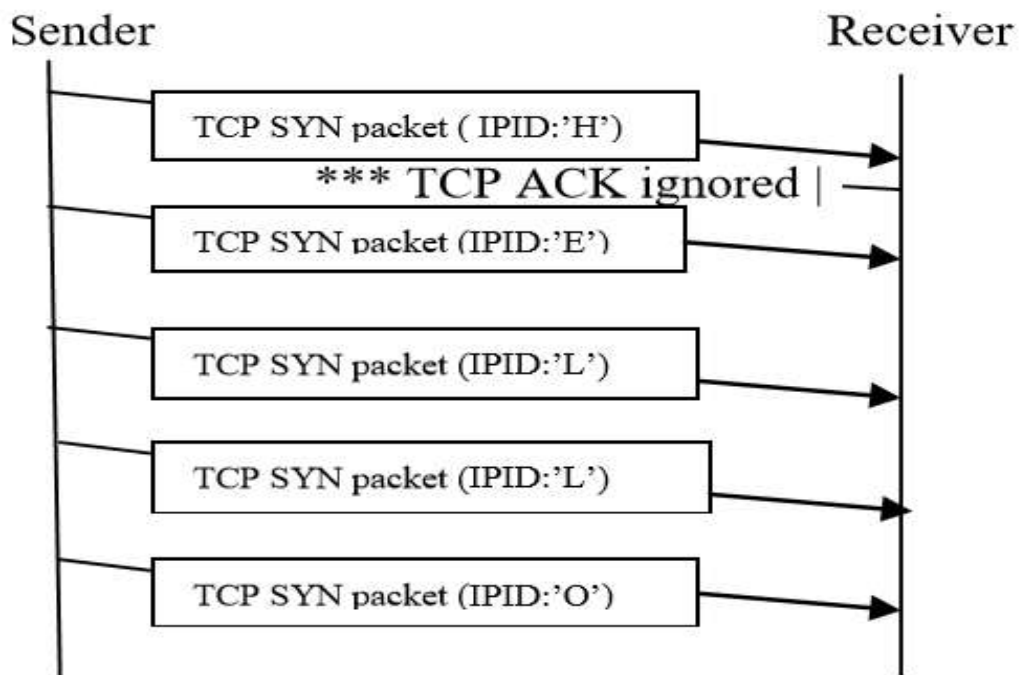 Sender
Receiver
TCP SYN packet ( IPID:’H’)
*** TCP ACK ignored |
TCP SYN packet (IPID:’E’)
TCP SYN packet (IPID:’L’)
TCP SYN packet (IPID:’L’)
TCP SYN packet (IPID:’O’)